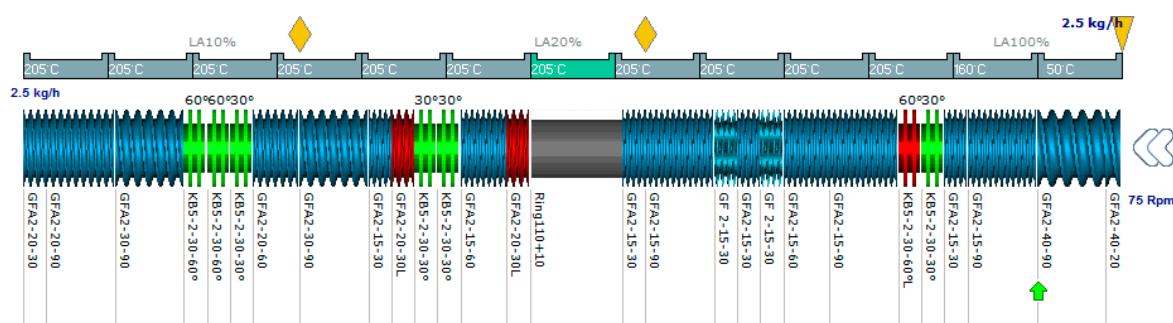 2.5 kg/h
LA10% LA20% LA100%
205°C 205°C 205°C 205°C 205°C 205°C 205°C 205°C 205°C 205°C 205°C 160°C 50°C
2.5 kg/h
60° 60° 30° 30° 30° 60° 30°
75 Rpm
GFA2-20-30
GFA2-20-90
GFA2-30-90
KB5-2-30-60°
KB5-2-30-60°
KB5-2-30-30°
GFA2-20-60
GFA2-30-90
GFA2-15-30
GFA2-20-30L
KB5-2-30-30°
KB5-2-30-30°
GFA2-15-60
GFA2-20-30L
Ring110+10
GFA2-15-30
GFA2-15-90
GF 2-15-30
GFA2-15-30
GF 2-15-30
GFA2-15-60
GFA2-15-90
KB5-2-30-60°L
KB5-2-30-30°
GFA2-15-30
GFA2-15-90
GFA2-40-90
GFA2-40-20